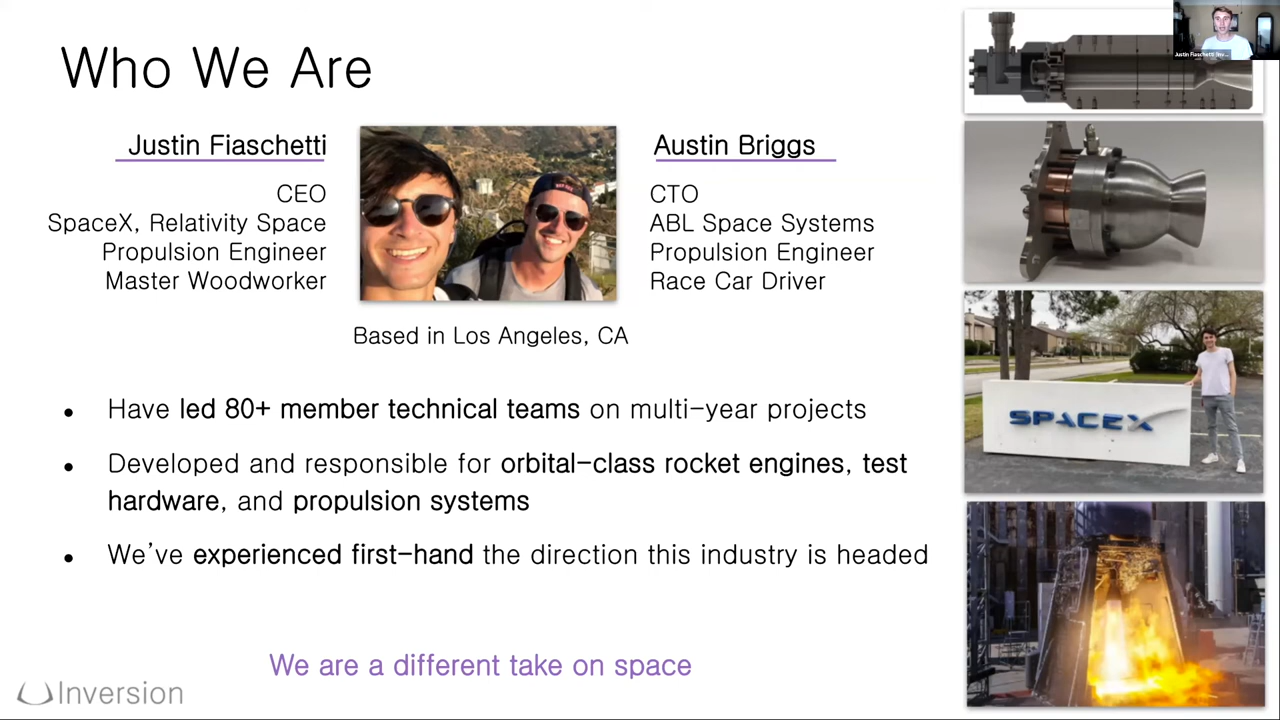 Who We Are
Justin Fiaschetti
CEO
SpaceX, Relativity Space
Propulsion Engineer
Master Woodworker
Austin Briggs
CTO
ABL Space Systems
Propulsion Engineer
Race Car Driver
Based in Los Angeles, CA
• Have led 80+ member technical teams on multi-year projects
• Developed and responsible for orbital-class rocket engines, test
hardware, and propulsion systems
• We've experienced first-hand the direction this industry is headed
We are a different take on space
Inversion
Justin Fiaschetti
SPACEX